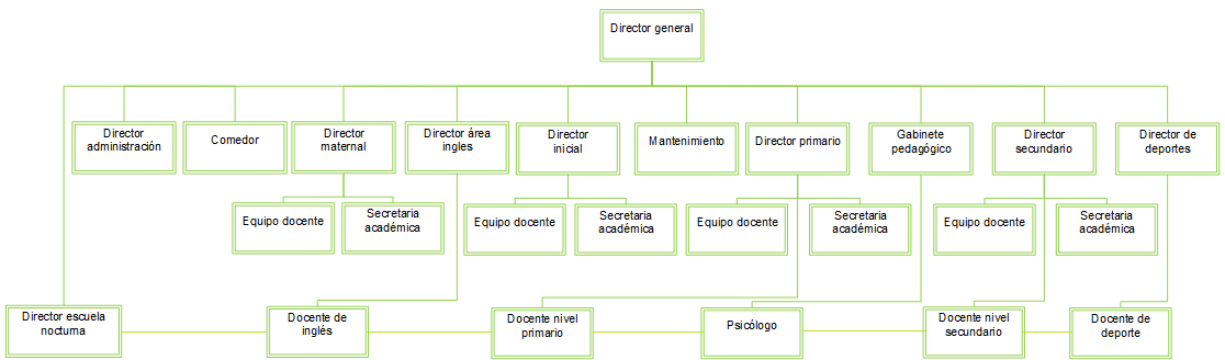 Director general
Director
administración
Comedor
Director
maternal
Director área
ingles
Director
inicial
Mantenimiento
Director primario
Gabinete
pedagógico
Director
secundario
Director de
deportes
Equipo docente
Secretaria
académica
Equipo docente
Secretaria
académica
Equipo docente
Secretaria
académica
Equipo docente
Secretaria
académica
Director escuela
nocturna
Docente de
inglés
Docente nivel
primario
Psicólogo
Docente nivel
secundario
Docente de
deporte